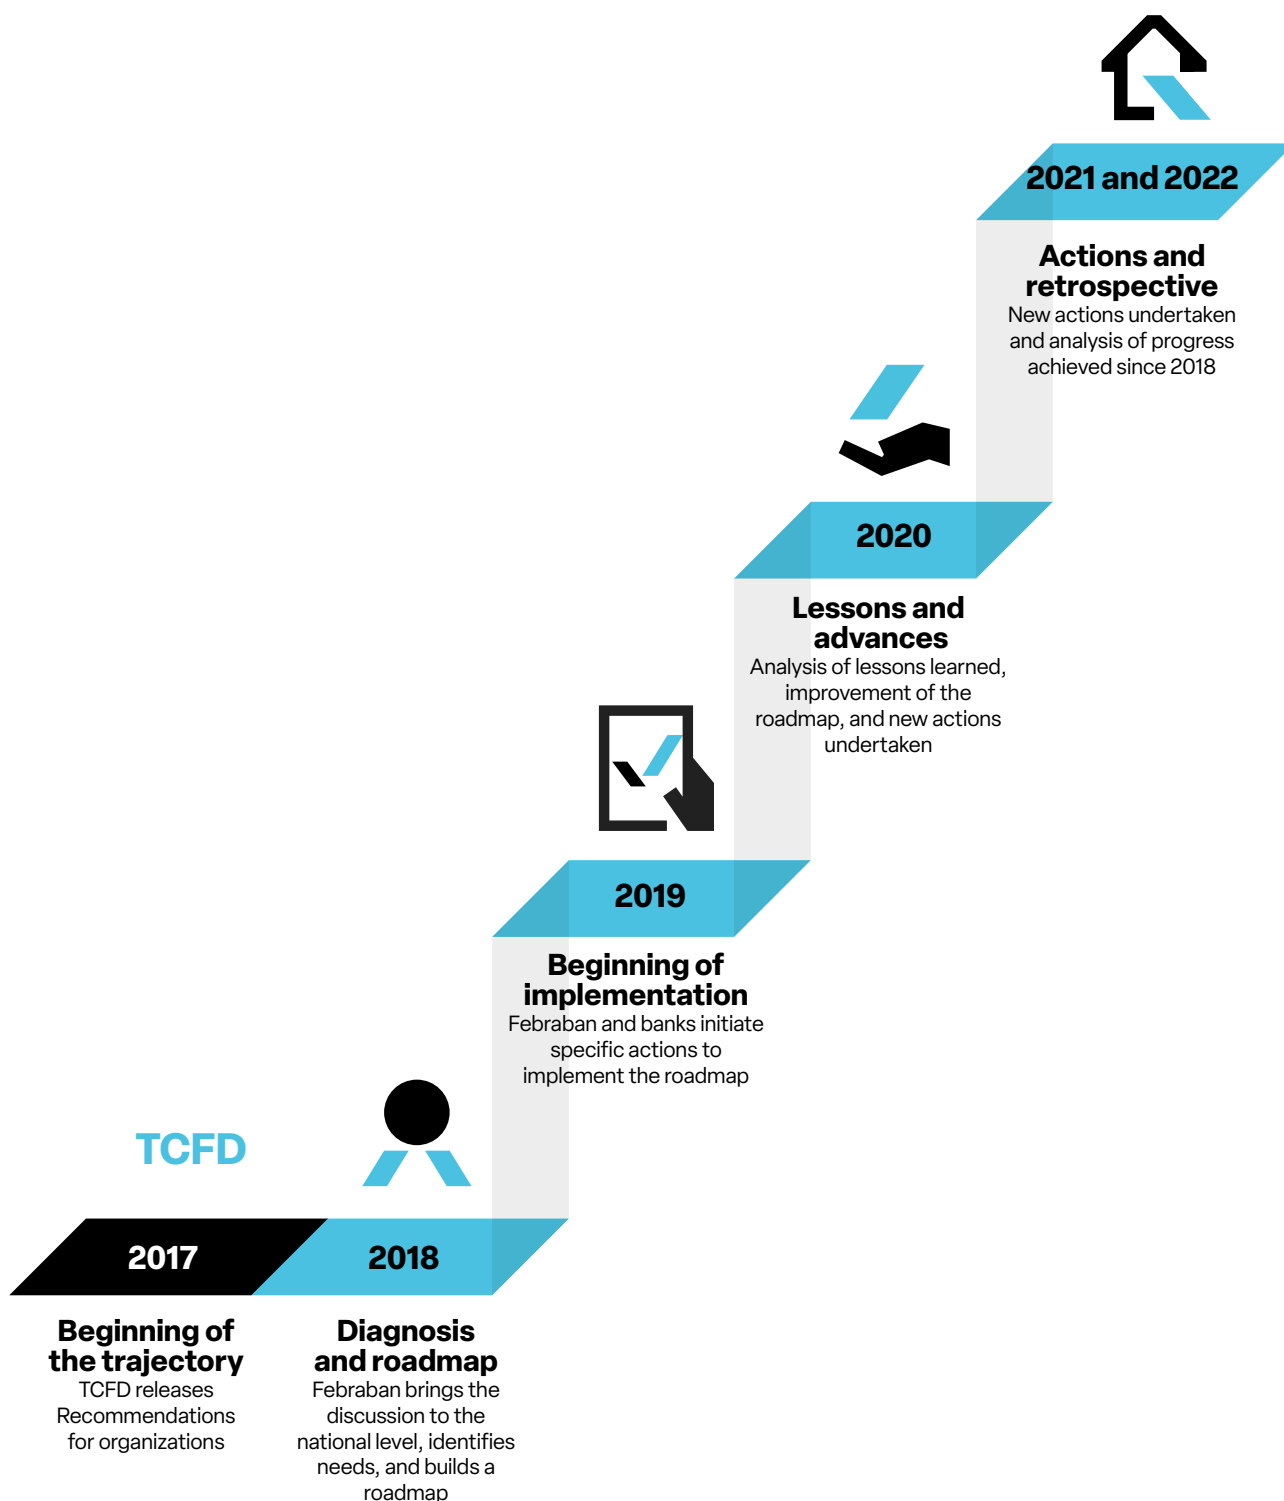 TCFD
2017
Beginning of
the trajectory
TCFD releases
Recommendations
for organizations
2018
Diagnosis
and roadmap
Febraban brings the
discussion to the
national level, identifies
needs, and builds a
roadmap
2019
Beginning of
implementation
Febraban and banks initiate
specific actions to
implement the roadmap
2020
Lessons and
advances
Analysis of lessons learned,
improvement of the
roadmap, and new actions
undertaken
2021 and 2022
Actions and
retrospective
New actions undertaken
and analysis of progress
achieved since 2018